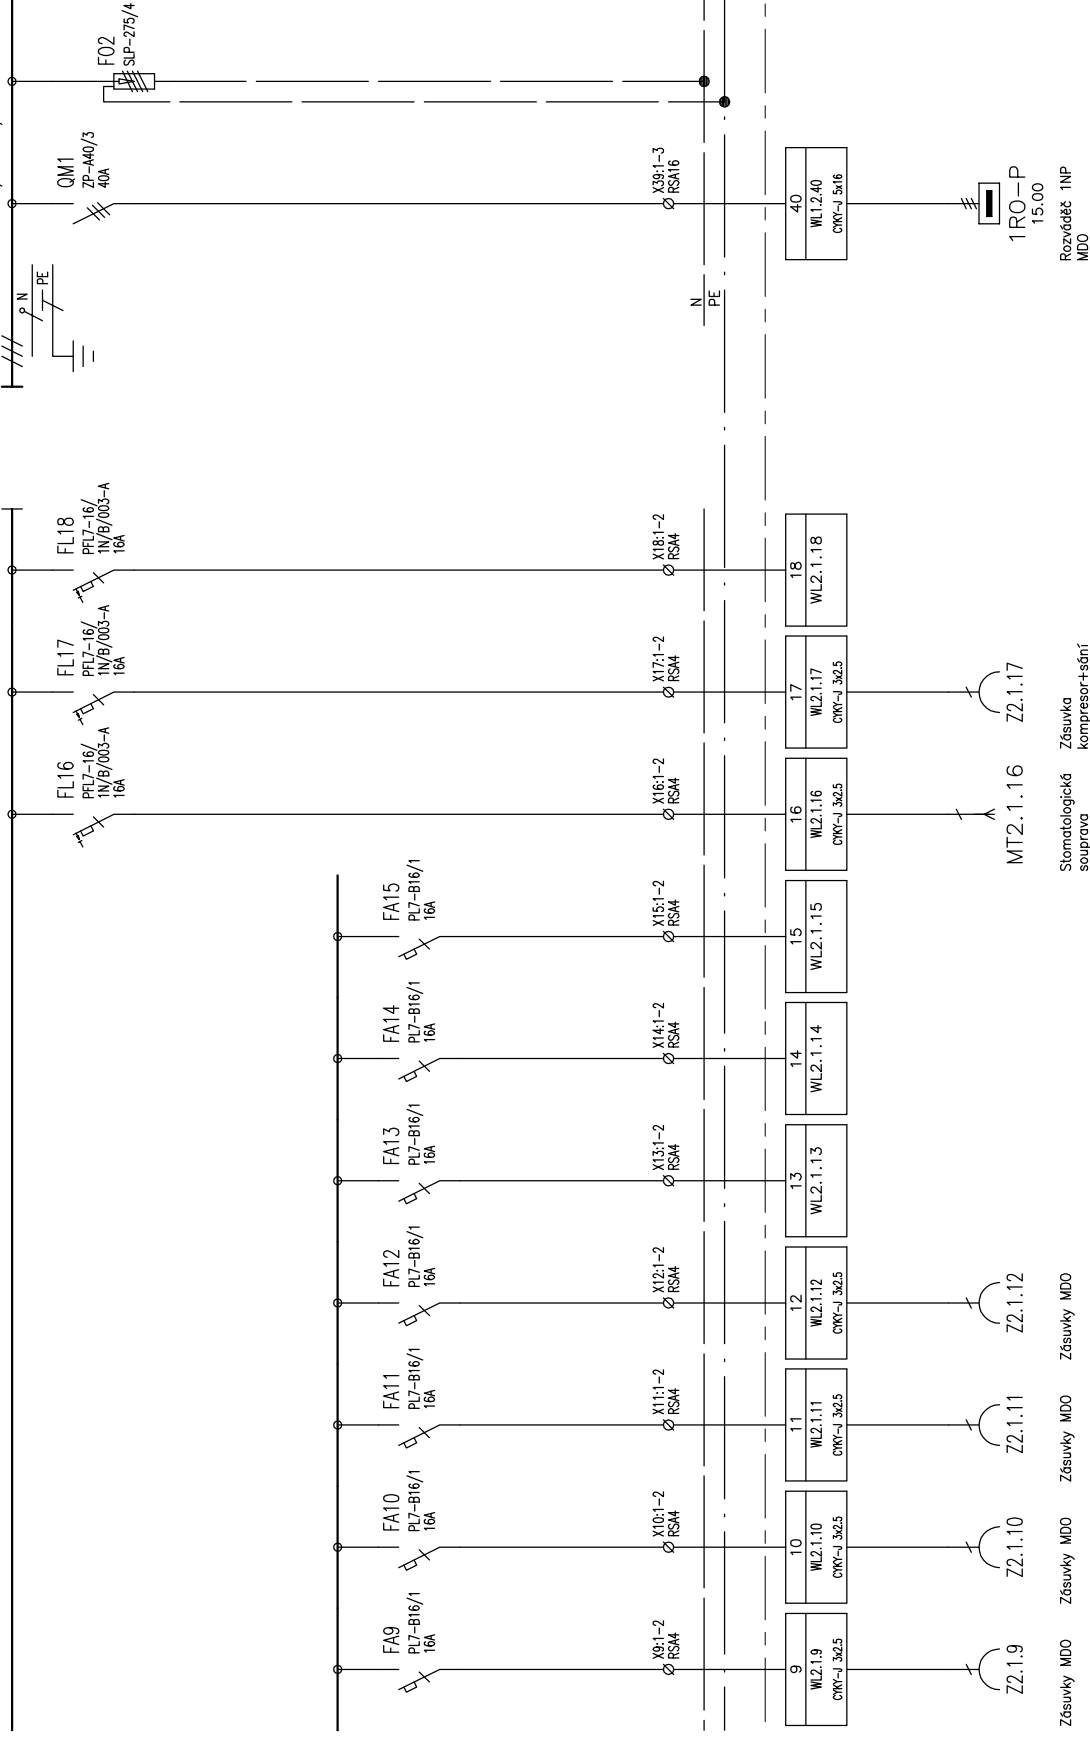 FA9
PL7-B16/1
16A
FA10
PL7-B16/1
16A
FA11
PL7-B16/1
16A
FA12
PL7-B16/1
16A
FA13
PL7-B16/1
16A
FA14
PL7-B16/1
16A
FA15
PL7-B16/1
16A
FL16
PFL7-16/
1N/B/003-A
16A
FL17
PFL7-16/
1N/B/003-A
16A
FL18
PFL7-16/
1N/B/003-A
16A
N
PE
QM1
ZP-A40/3
40A
F02
SLP-275/4
X9:1-2
RSA4
X10:1-2
RSA4
X11:1-2
RSA4
X12:1-2
RSA4
X13:1-2
RSA4
X14:1-2
RSA4
X15:1-2
RSA4
X16:1-2
RSA4
X17:1-2
RSA4
X18:1-2
RSA4
X39:1-3
RSA16
N
PE
9
WL2.1.9
CYKY-J 3x2.5
10
WL2.1.10
CYKY-J 3x2.5
11
WL2.1.11
CYKY-J 3x2.5
12
WL2.1.12
CYKY-J 3x2.5
13
WL2.1.13
14
WL2.1.14
15
WL2.1.15
16
WL2.1.16
CYKY-J 3x2.5
17
WL2.1.17
CYKY-J 3x2.5
18
WL2.1.18
40
WL1.2.40
CYKY-J 5x16
Z2.1.9
Zásuvky MDO
Z2.1.10
Zásuvky MDO
Z2.1.11
Zásuvky MDO
Z2.1.12
Zásuvky MDO
MT2.1.16
Stomatologická
souprava
Z2.1.17
Zásuvka
kompresor+sání
1RO-P
15.00
Rozváděč 1NP
MDO